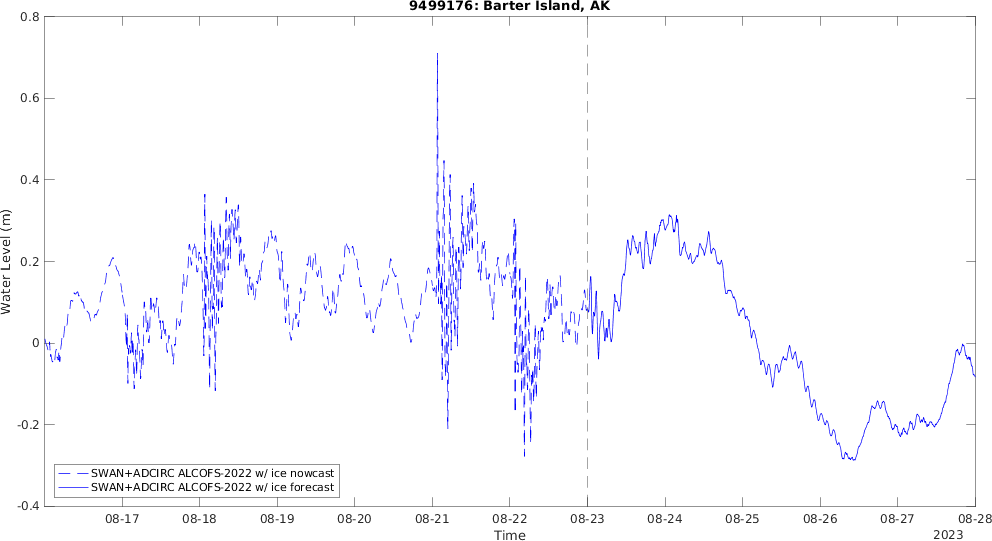 9499176: Barter Island, AK
0.8
0.6
0.4
0.2
0
-0.2
-0.4
Water Level (m)
SWAN+ADCIRC ALCOFS-2022 w/ ice nowcast
SWAN+ADCIRC ALCOFS-2022 w/ ice forecast
08-17 08-18 08-19 08-20 08-21 08-22 08-23 08-24 08-25 08-26 08-27 08-28
Time
2023